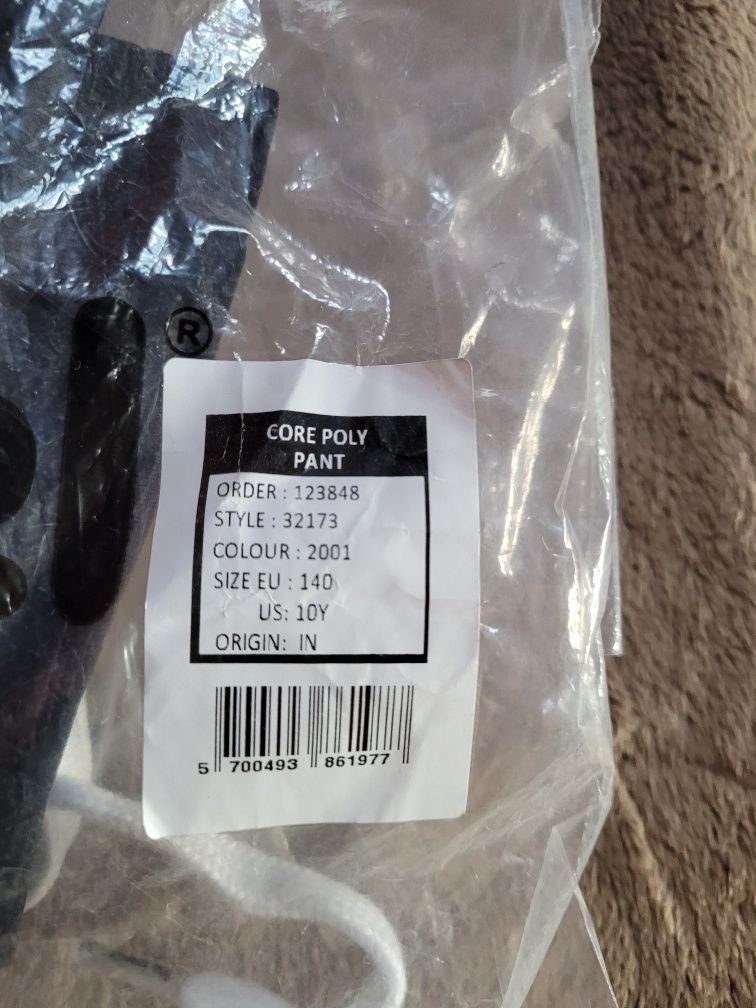 ®
CORE POLY
PANT
ORDER : 123848
STYLE : 32173
COLOUR : 2001
SIZE EU : 140
US: 10Y
ORIGIN: IN
5 700493 861977